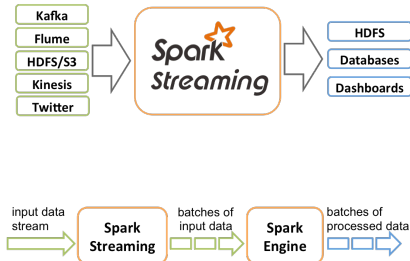 Kafka
Flume
HDFS/S3
Kinesis
Twitter
Spark
Streaming
HDFS
Databases
Dashboards
input data
stream
Spark
Streaming
batches of
input data
Spark
Engine
batches of
processed data